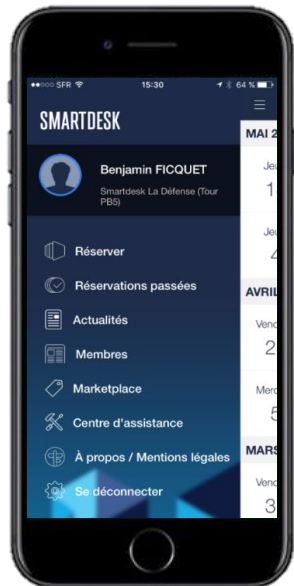 SFR 15:30 64 %
SMARTDESK
MAI 2
Benjamin FICQUET
Smartdesk La Défense (Tour
PB5)
Jeu
1
Jeu
Réserver
Réservations passées
AVRIL
Actualités
Vend
2
Membres
Marketplace
Merc
5
Centre d'assistance
À propos / Mentions légales
MARS
Vend
3
Se déconnecter